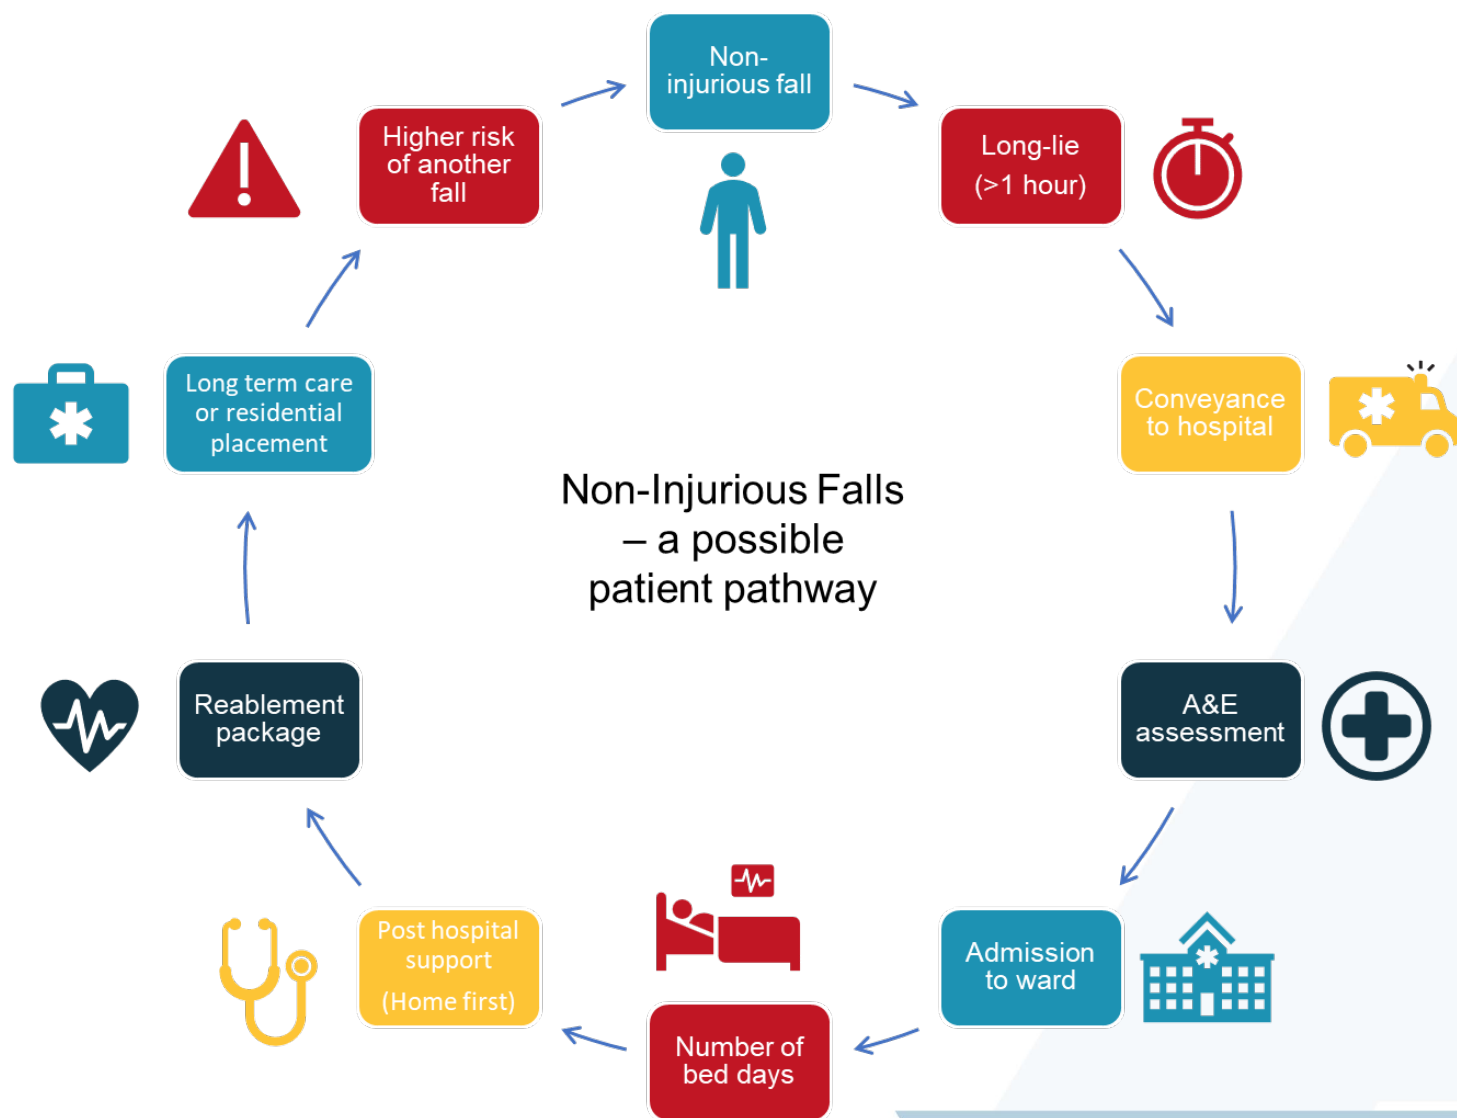 Non-
injurious fall
Long-lie
(>1 hour)
Conveyance
to hospital
A&E
assessment
Admission
to ward
Number of
bed days
Post hospital
support
(Home first)
Reablement
package
Long term care
or residential
placement
Higher risk
of another
fall
Non-Injurious Falls
– a possible
patient pathway